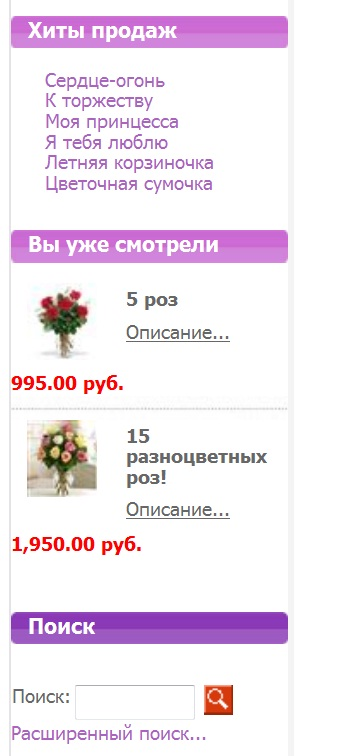 Хиты продаж
Сердце-огонь
К торжеству
Моя принцесса
Я тебя люблю
Летняя корзиночка
Цветочная сумочка
Вы уже смотрели
5 роз
Описание...
995.00 руб.
15
разноцветных
роз!
Описание...
1,950.00 руб.
Поиск
Поиск:
Расширенный поиск...